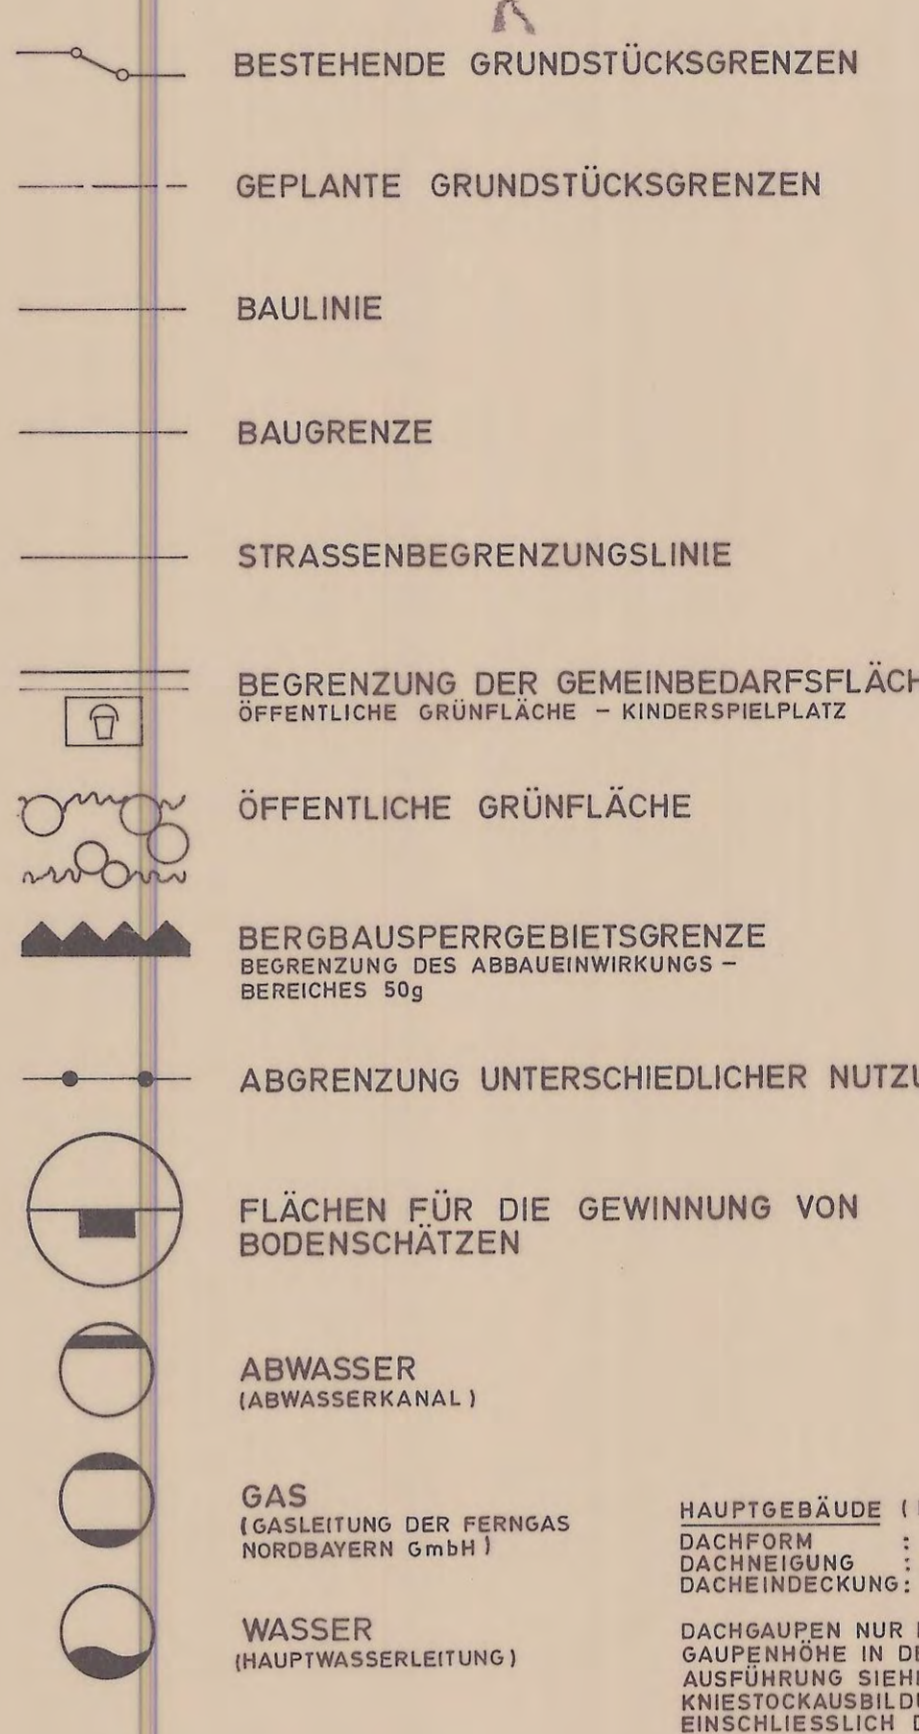 BESTEHENDE GRUNDSTÜCKSGRENZEN
GEPLANTE GRUNDSTÜCKSGRENZEN
BAULINIE
BAUGRENZE
STRASSENBEGRENZUNGSLINIE
BEGRENZUNG DER GEMEINBEDARFSFLÄCH
ÖFFENTLICHE GRÜNFLÄCHE – KINDERSPIELPLATZ
ÖFFENTLICHE GRÜNFLÄCHE
BERGBAUSPERRGEBIETSGRENZE
BEGRENZUNG DES ABBAUEINWIRKUNGS –
BEREICHES 50g
ABGRENZUNG UNTERSCHIEDLICHER NUTZU
FLÄCHEN FÜR DIE GEWINNUNG VON
BODENSCHÄTZEN
ABWASSER
(ABWASSERKANAL)
GAS
(GASLEITUNG DER FERNGAS
NORDBAYERN GmbH)
WASSER
(HAUPTWASSERLEITUNG)
HAUPTGEBÄUDE (
DACHFORM :
DACHNEIGUNG :
DACHEINDECKUNG:
DACHGAUPEN NUR
GAUPENHÖHE IN DE
AUSFÜHRUNG SIEH
KNIESTOCKAUSBILD
EINSCHLIESSLICH